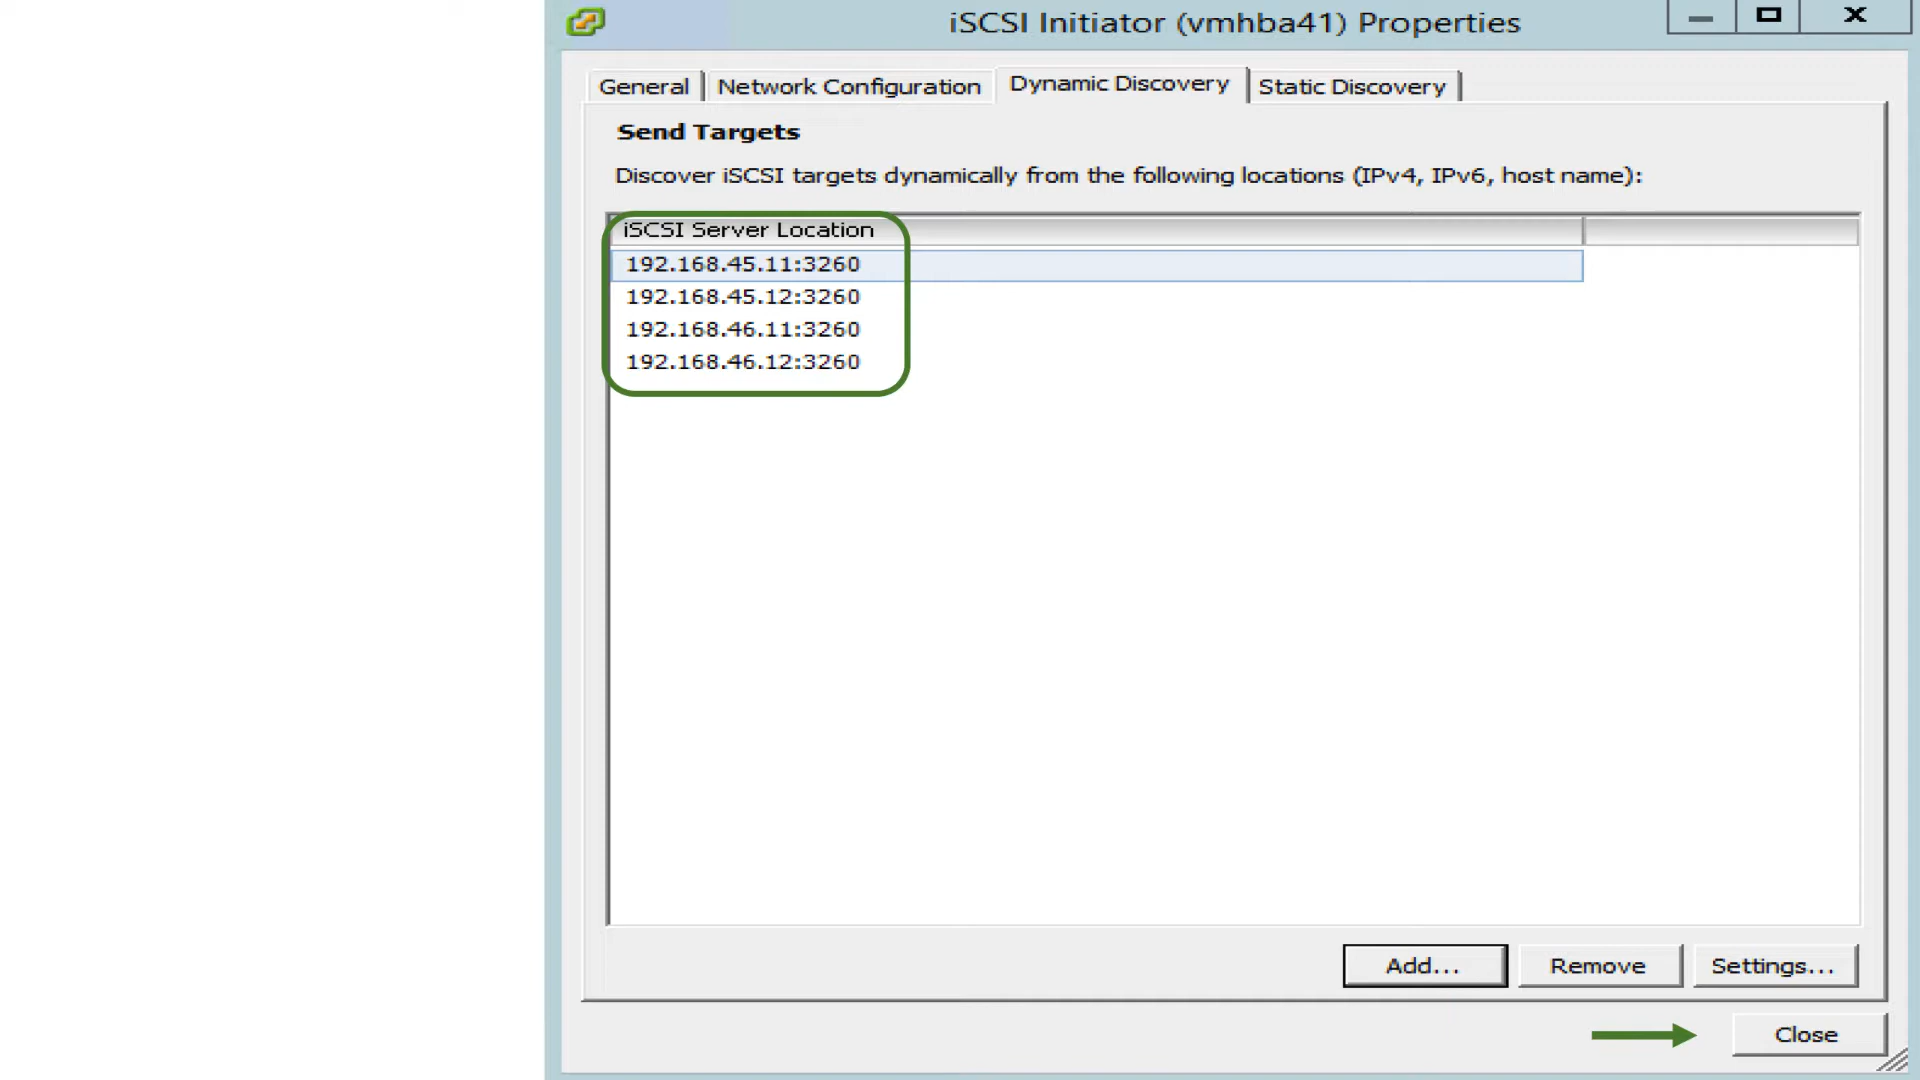 iSCSI Initiator (vmhba41) Properties
General
Network Configuration
Dynamic Discovery
Static Discovery
Send Targets
Discover iSCSI targets dynamically from the following locations (IPv4, IPv6, host name):
iSCSI Server Location
192.168.45.11:3260
192.168.45.12:3260
192.168.46.11:3260
192.168.46.12:3260
Add...
Remove
Settings...
Close